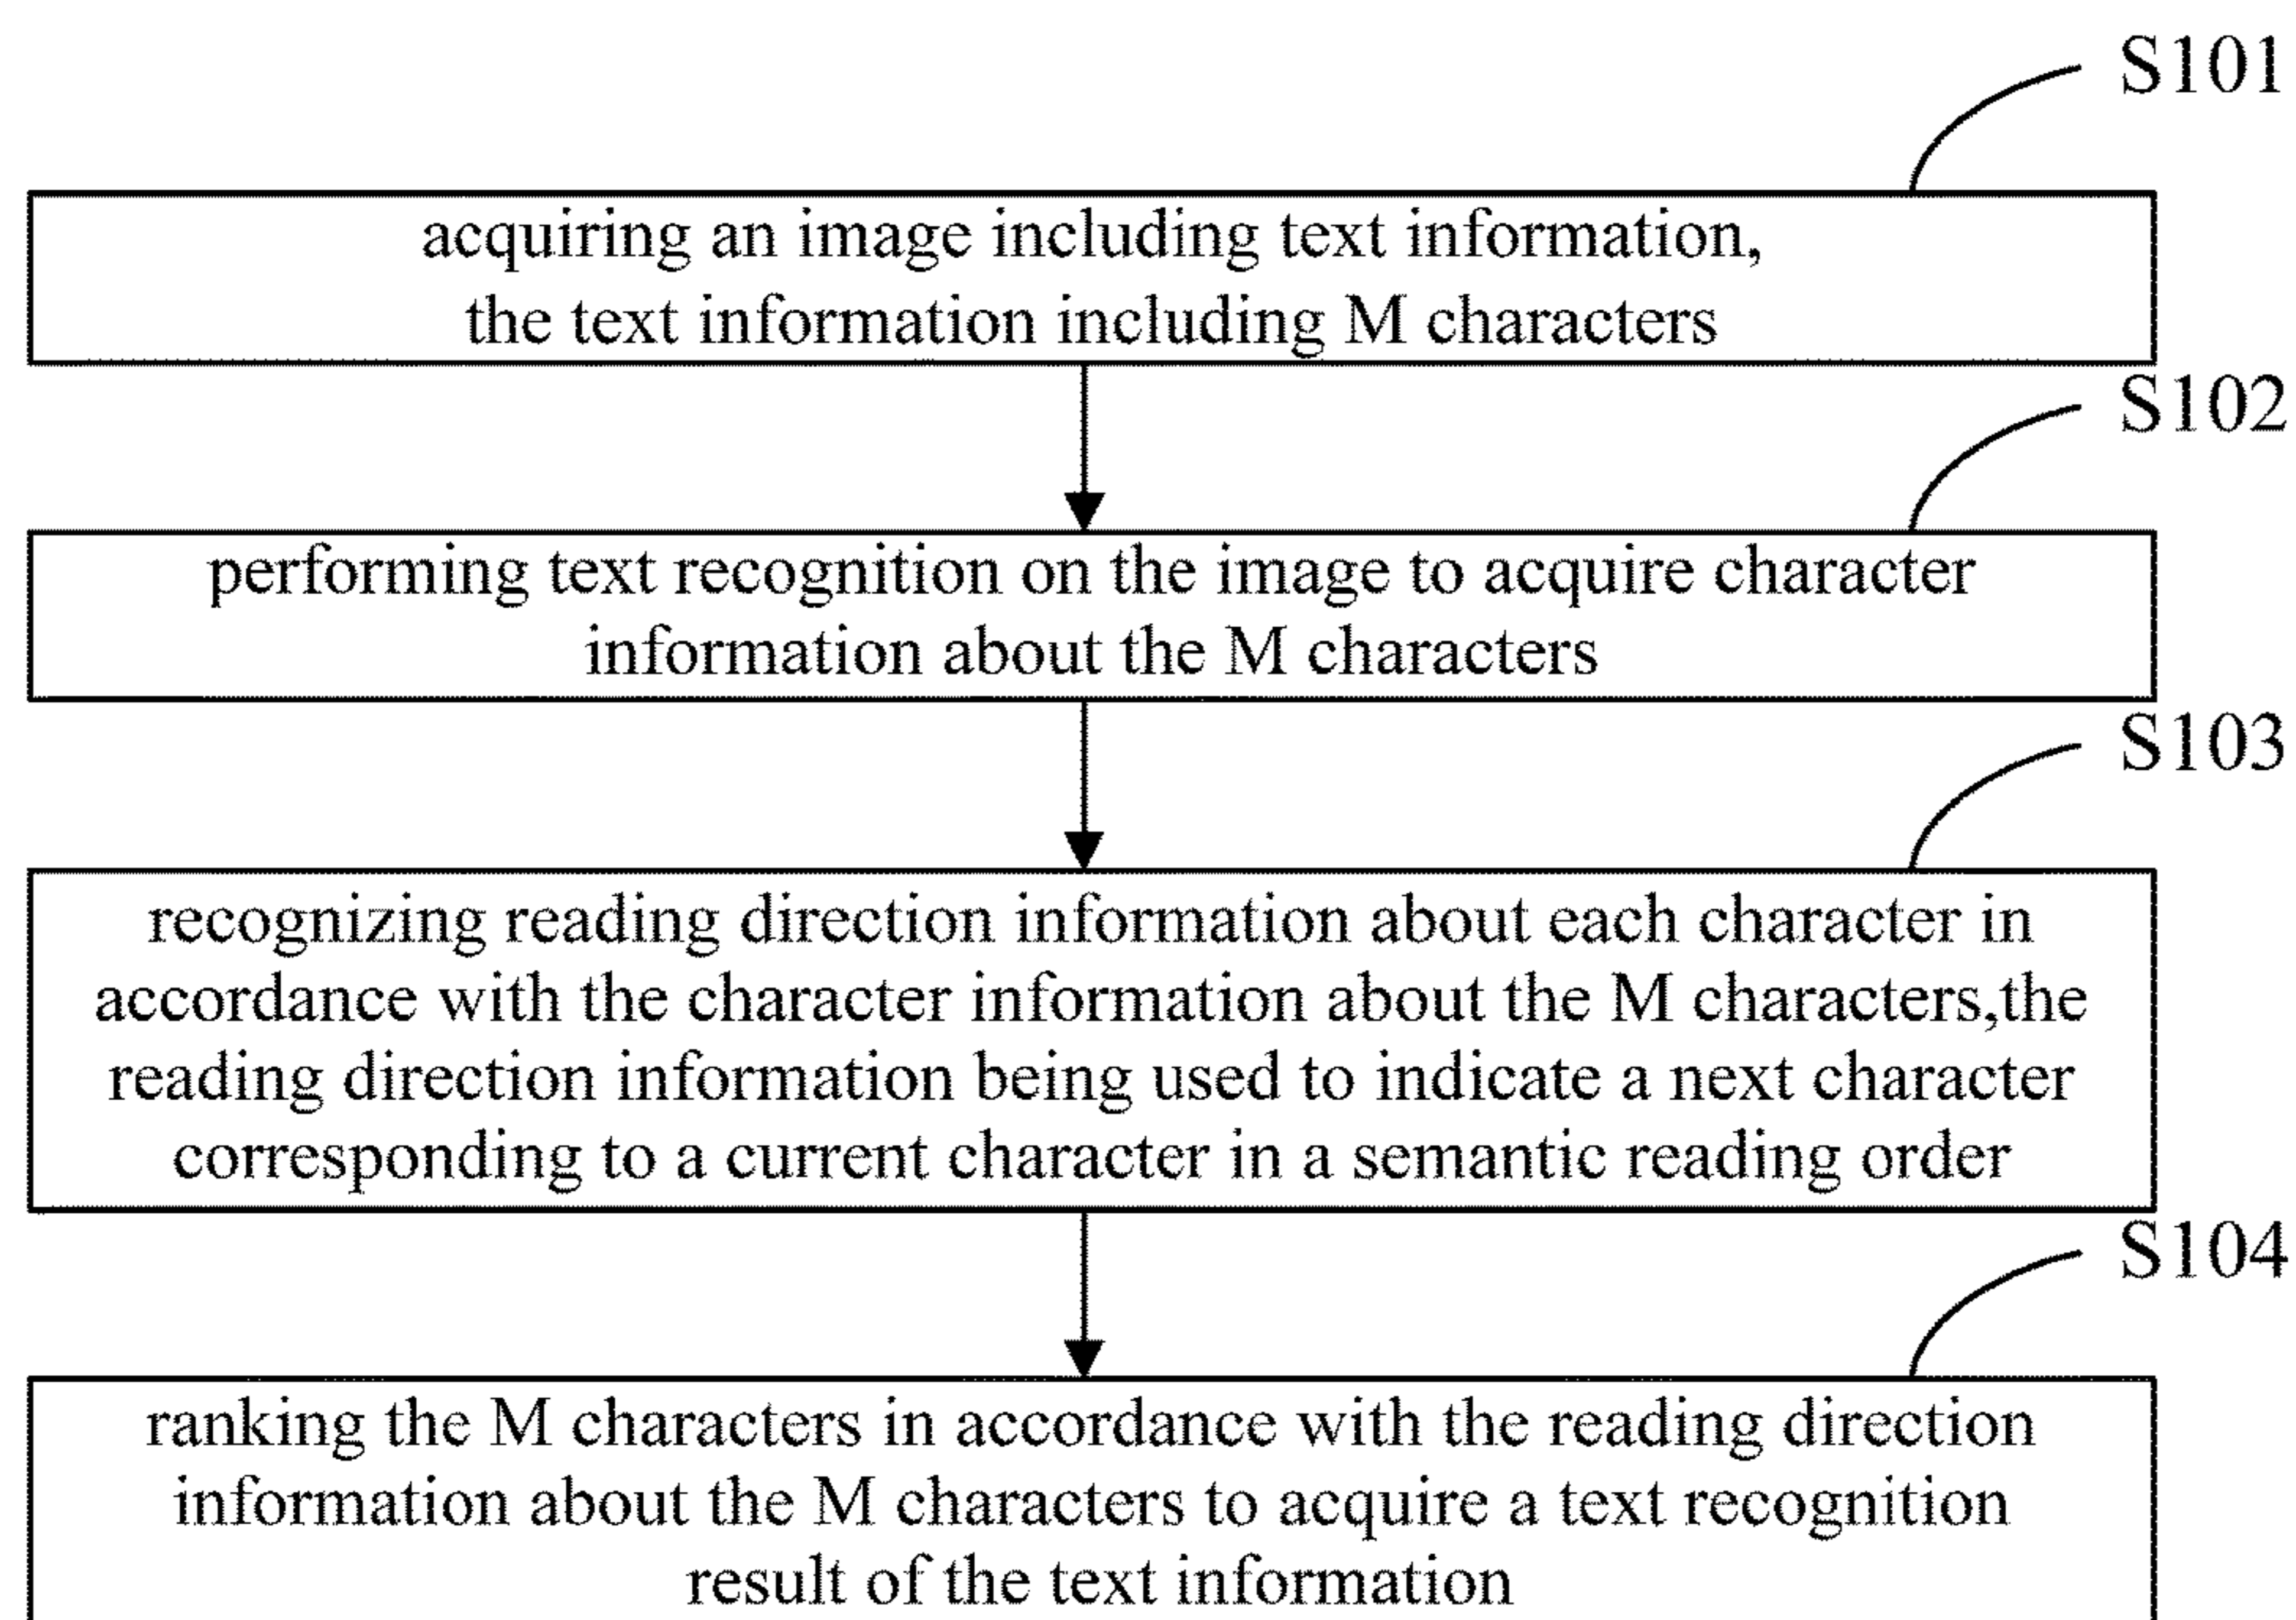 S101
acquiring an image including text information,
the text information including M characters
S102
performing text recognition on the image to acquire character
information about the M characters
S103
recognizing reading direction information about each character in
accordance with the character information about the M characters,the
reading direction information being used to indicate a next character
corresponding to a current character in a semantic reading order
S104
ranking the M characters in accordance with the reading direction
information about the M characters to acquire a text recognition
result of the text information